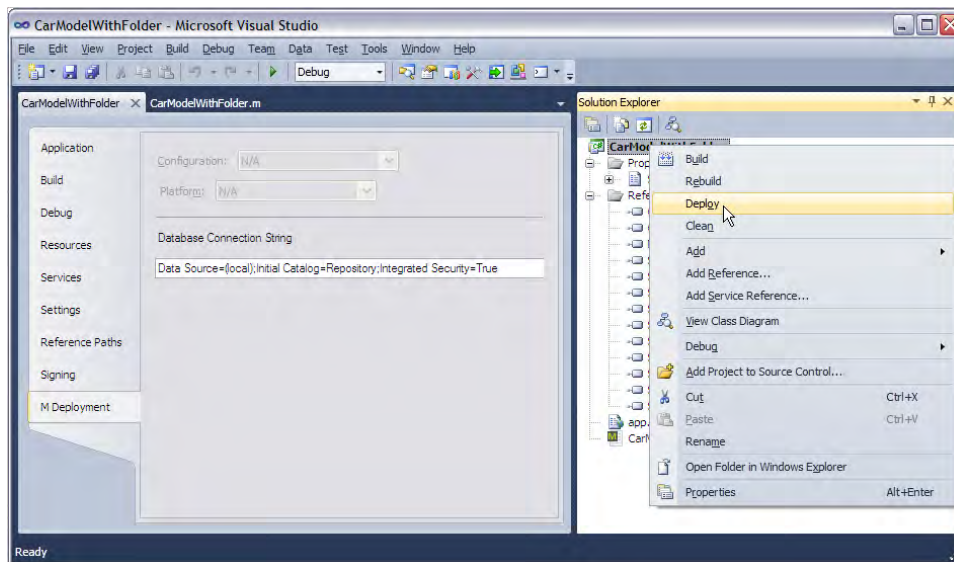 CarModelWithFolder - Microsoft Visual Studio
File Edit View Project Build Debug Team Data Test Tools Window Help
Debug
CarModelWithFolder CarModelWithFolder.m
Solution Explorer
Application
Build
Debug
Resources
Services
Settings
Reference Paths
Signing
M Deployment
Configuration: N/A
Platform: N/A
Database Connection String
Data Source=(local);Initial Catalog=Repository;Integrated Security=True
Build
Rebuild
Deploy
Clean
Add
Add Reference...
Add Service Reference...
View Class Diagram
Debug
Add Project to Source Control...
Cut Ctrl+X
Paste Ctrl+V
Rename
Open Folder in Windows Explorer
Properties Alt+Enter
Ready